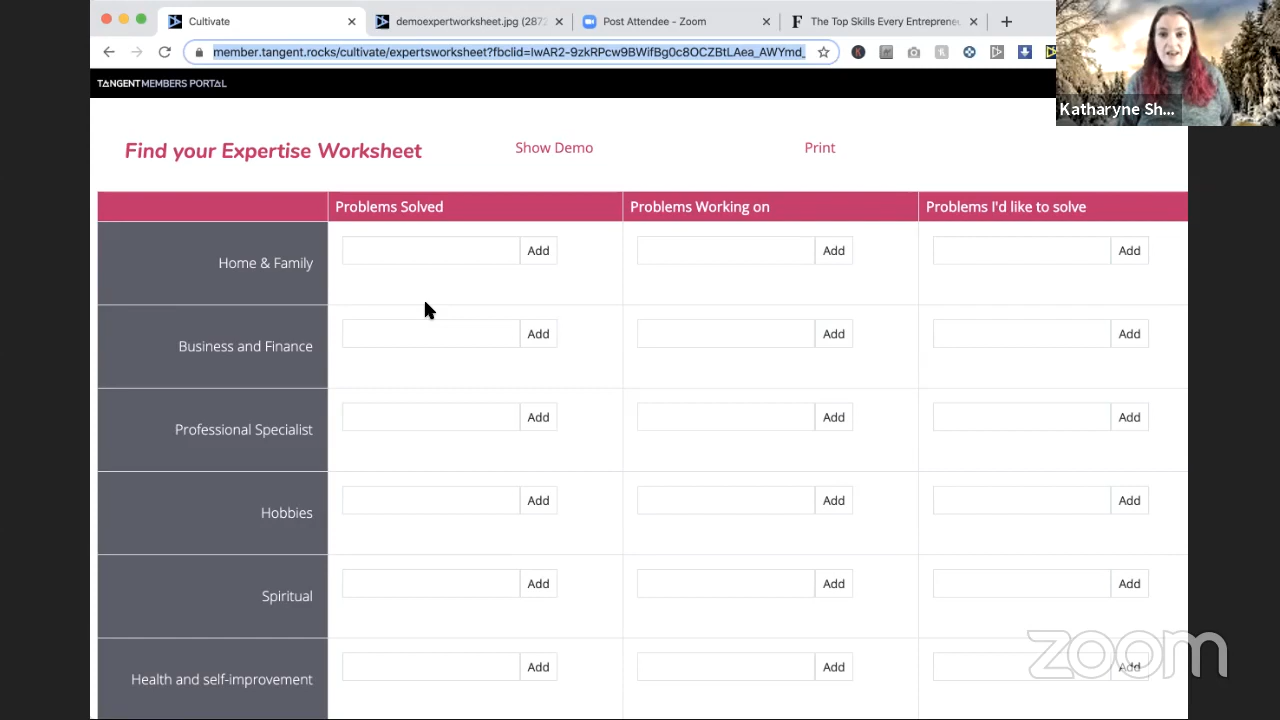 Cultivate
demoexpertworksheet.jpg (287
Post Attendee - Zoom
The Top Skills Every Entrepreneu
member.tangent.rocks/cultivate/expertsworksheet?fbclid=IwAR2-9zkRPcw9BWifBg0c8OCZBtLAea_AWYmd_
TANGENT MEMBERS PORTAL
Katharyne Sh...
Find your Expertise Worksheet
Show Demo
Print
Problems Solved
Problems Working on
Problems I'd like to solve
Home & Family
Add
Add
Add
Business and Finance
Add
Add
Add
Professional Specialist
Add
Add
Add
Hobbies
Add
Add
Add
Spiritual
Add
Add
Add
Health and self-improvement
Add
Add
Add
zoom